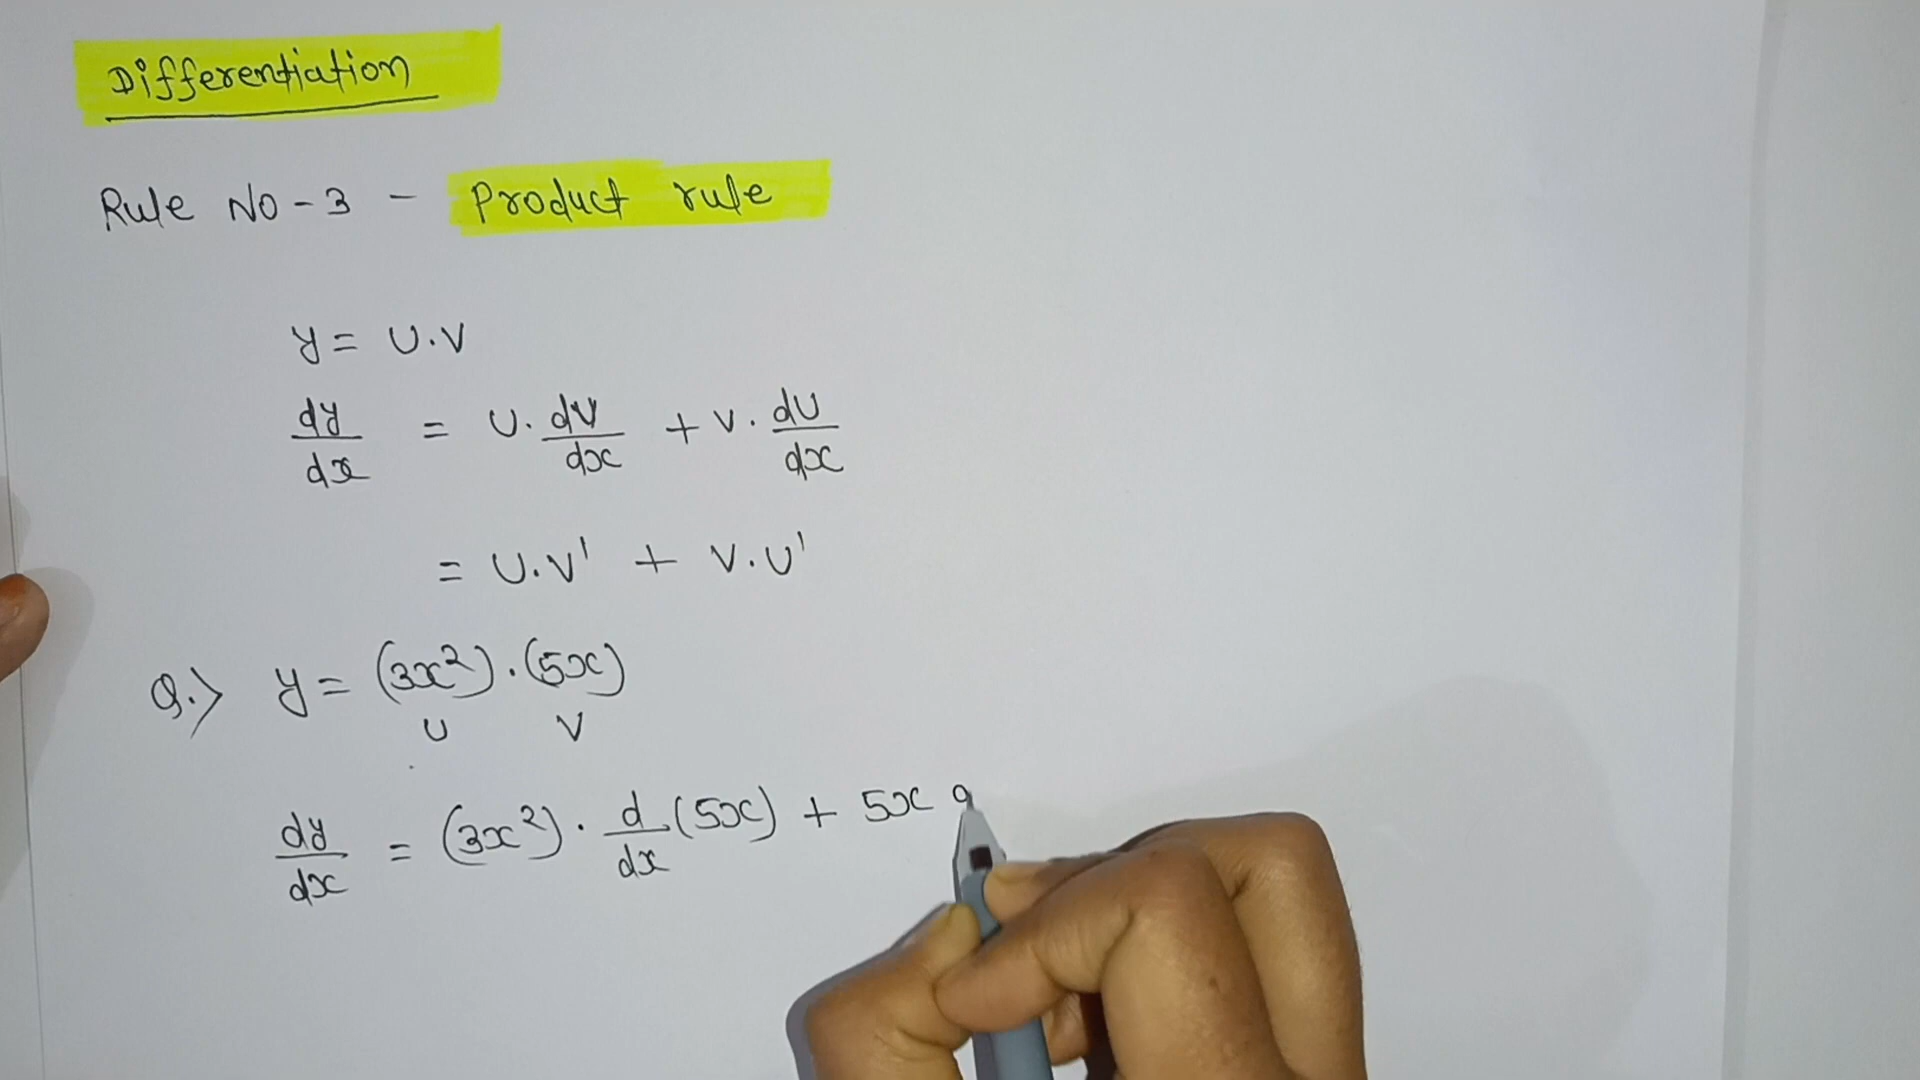 Differentiation
Rule No-3 - Product rule
y = U.V
dy/dx = U. dV/dx + V. dU/dx
= U.V' + V.U'
Q.> y = (3x²).(5x)
U V
dy/dx = (3x²). d/dx (5x) + 5x